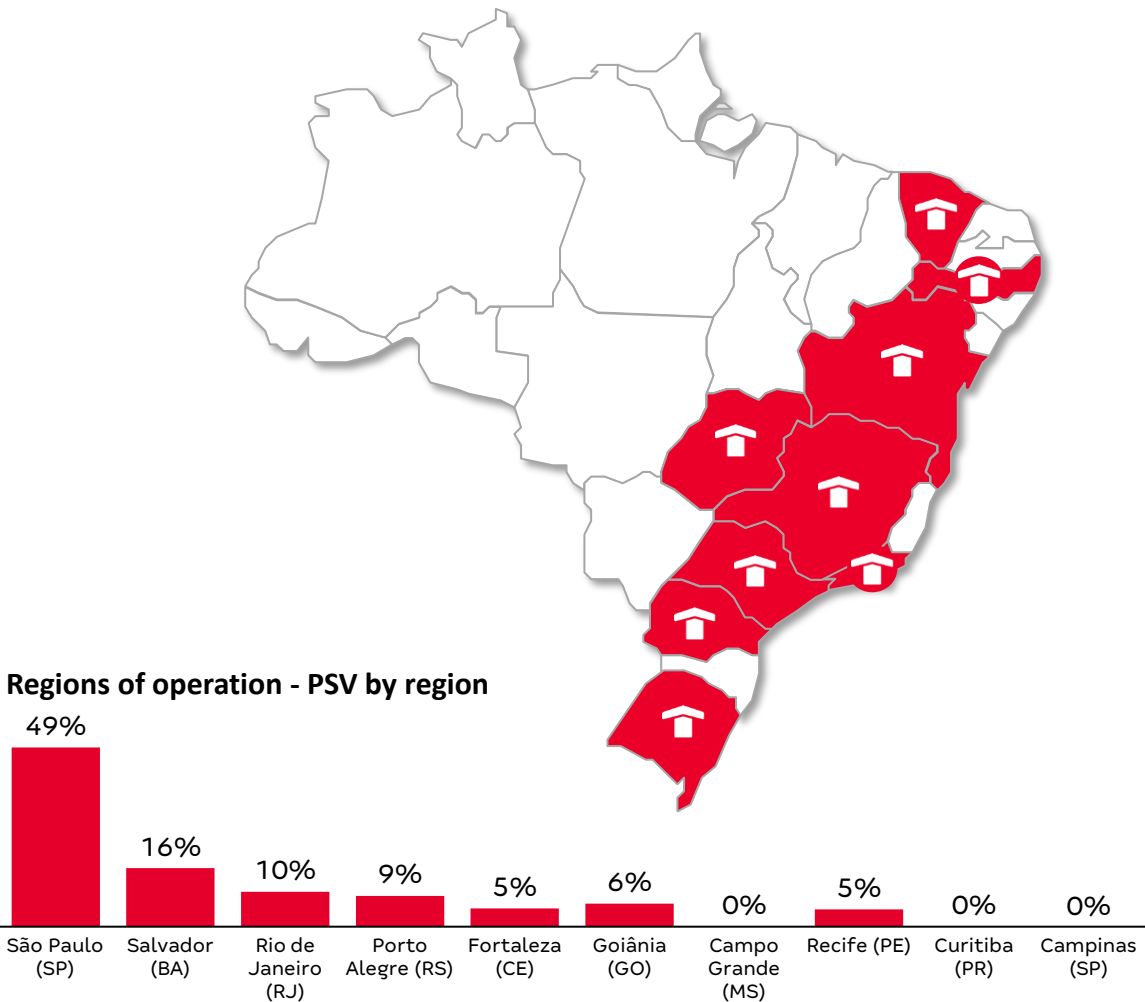 Regions of operation - PSV by region
49%
16%
10%
9%
5%
6%
0%
5%
0%
0%
São Paulo
(SP)
Salvador
(BA)
Rio de
Janeiro
(RJ)
Porto
Alegre (RS)
Fortaleza
(CE)
Goiânia
(GO)
Campo
Grande
(MS)
Recife (PE)
Curitiba
(PR)
Campinas
(SP)